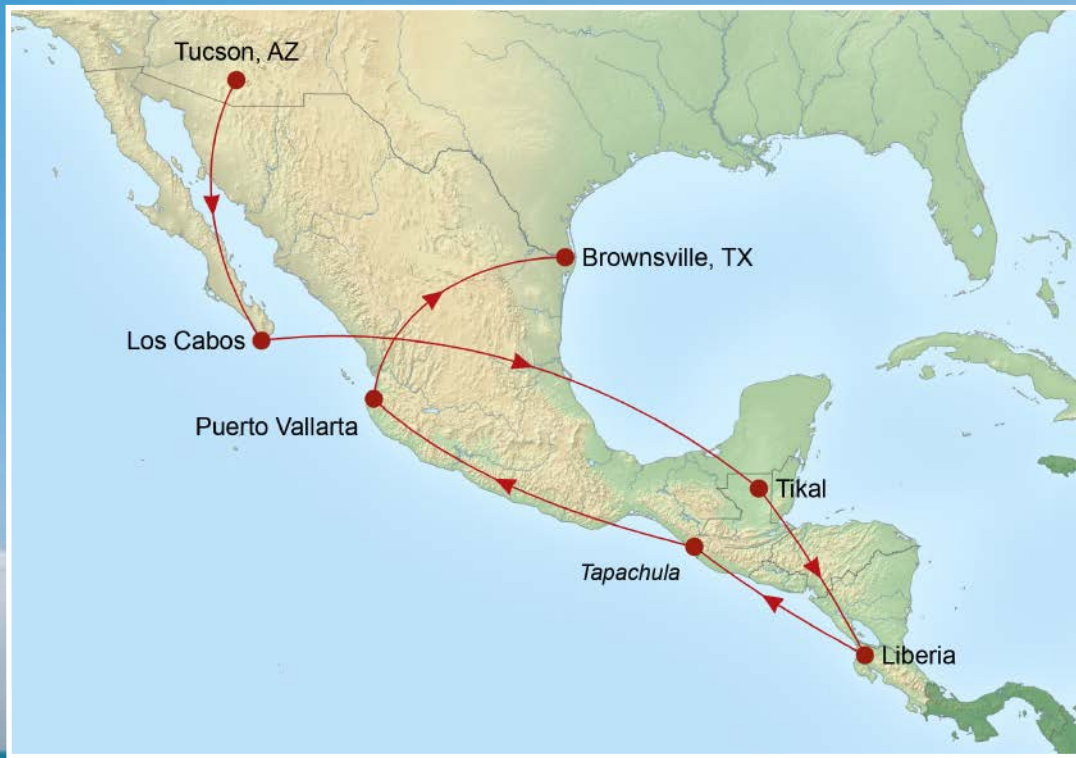 Tucson, AZ
Brownsville, TX
Los Cabos
Puerto Vallarta
Tikal
Tapachula
Liberia